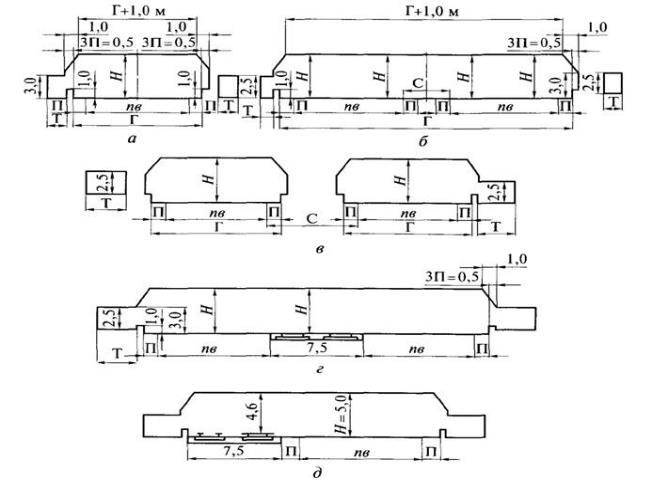 Г+1,0 м
1,0 1,0
3П=0,5 3П=0,5
3,0 H 1,0 1,0
П пв П
Т Г Т
а
Г+1,0 м
1,0
3П=0,5
2,5 1,0 H H H 3,0 2,5
С
П пв П П пв П
Т Г Т
б
2,5 H H 2,5
Т П пв П С П пв П Т
Г Г
в
1,0
3П=0,5
2,5 1,0 3,0 H H
Т П пв 7,5 пв П
г
4,6 H=5,0
7,5 П пв П
д